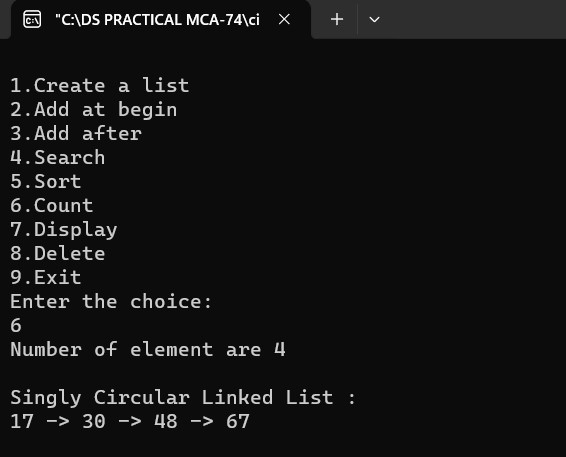 "C:\DS PRACTICAL MCA-74\ci
1.Create a list
2.Add at begin
3.Add after
4.Search
5.Sort
6.Count
7.Display
8.Delete
9.Exit
Enter the choice:
6
Number of element are 4
Singly Circular Linked List :
17 -> 30 -> 48 -> 67